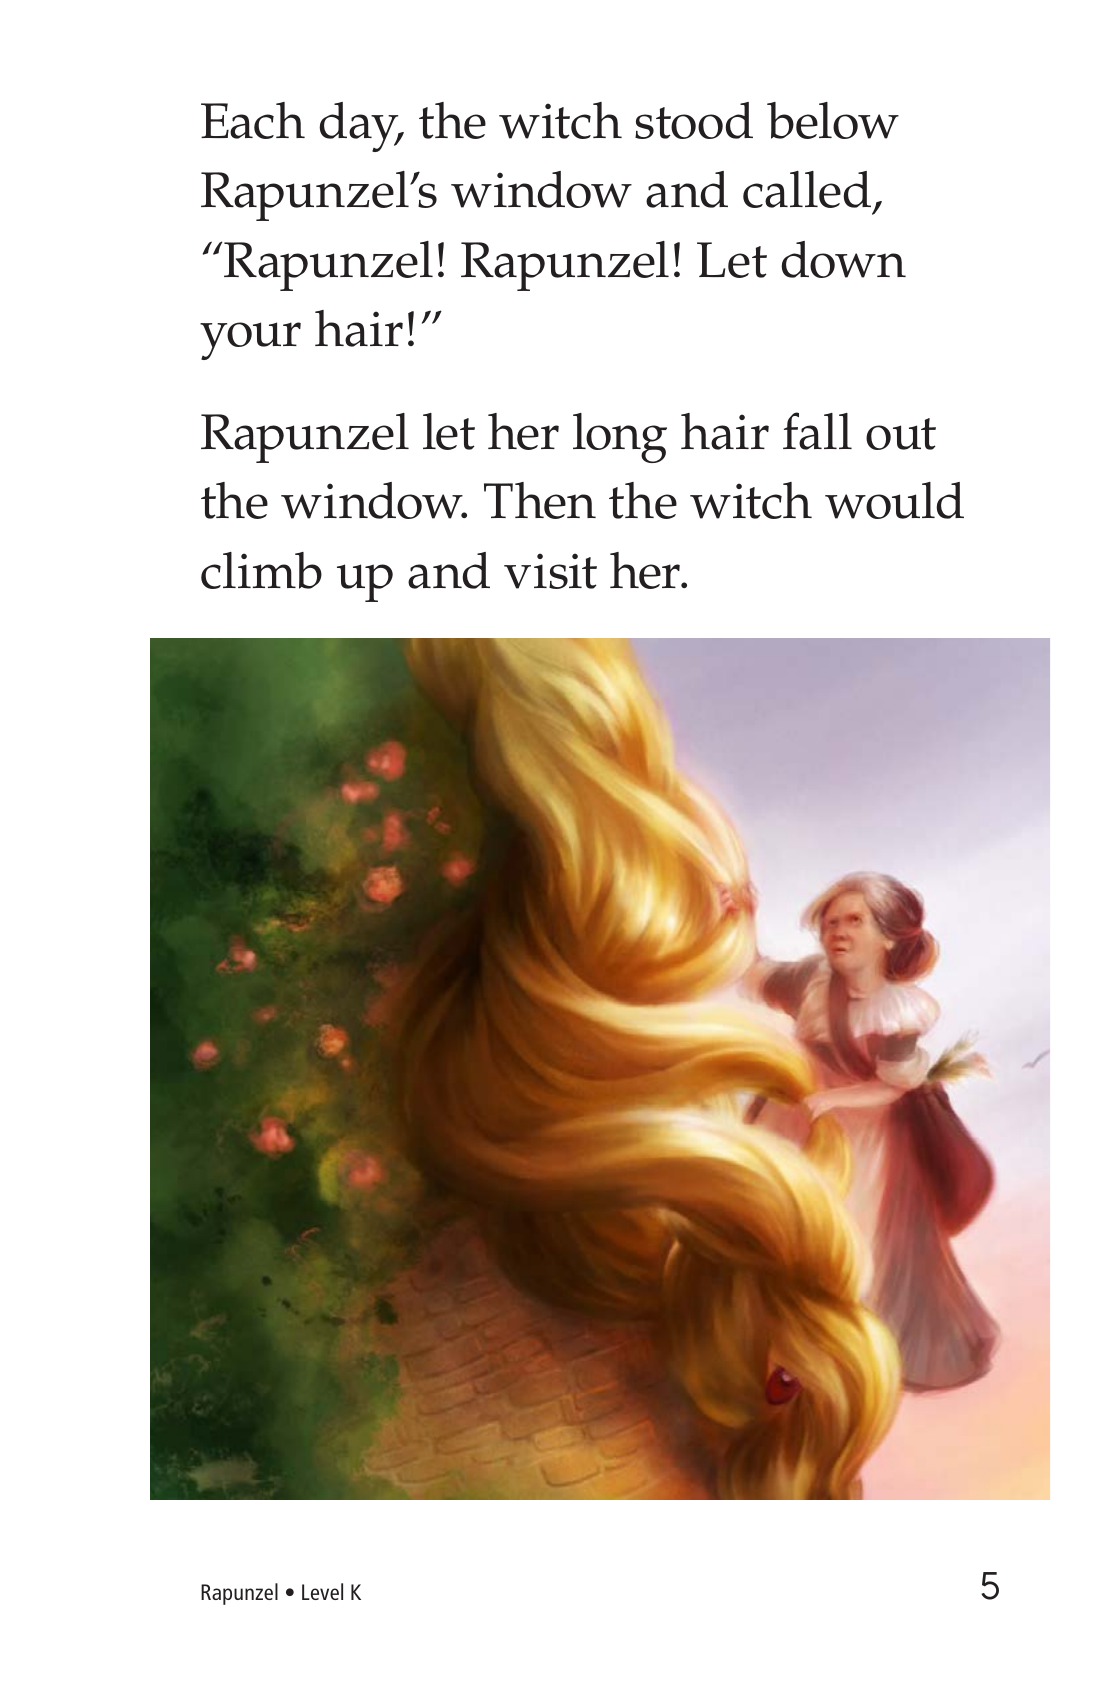 Each day, the witch stood below
Rapunzel’s window and called,
“Rapunzel! Rapunzel! Let down
your hair!”
Rapunzel let her long hair fall out
the window. Then the witch would
climb up and visit her.
Rapunzel • Level K
5